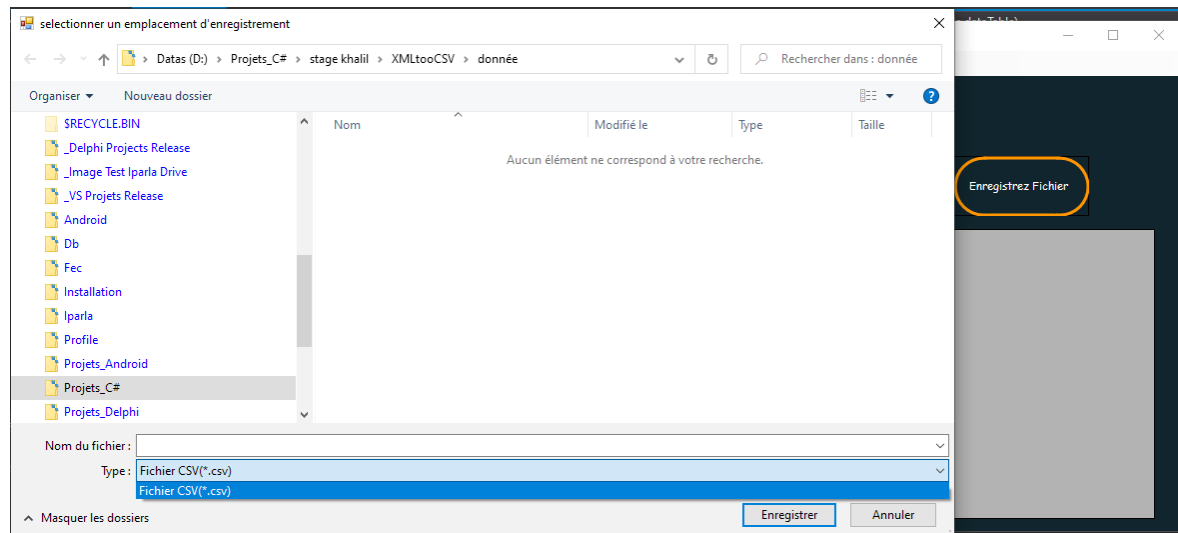 selectionner un emplacement d'enregistrement
Datas (D:) › Projets_C# › stage khalil › XMLtooCSV › donnée
Rechercher dans : donnée
Organiser
Nouveau dossier
Nom
Modifié le
Type
Taille
Aucun élément ne correspond à votre recherche.
$RECYCLE.BIN
_Delphi Projects Release
_Image Test Iparla Drive
_VS Projets Release
Android
Db
Fec
Installation
Iparla
Profile
Projets_Android
Projets_C#
Projets_Delphi
Enregistrez Fichier
Nom du fichier :
Type : Fichier CSV(*.csv)
Fichier CSV(*.csv)
Masquer les dossiers
Enregistrer
Annuler